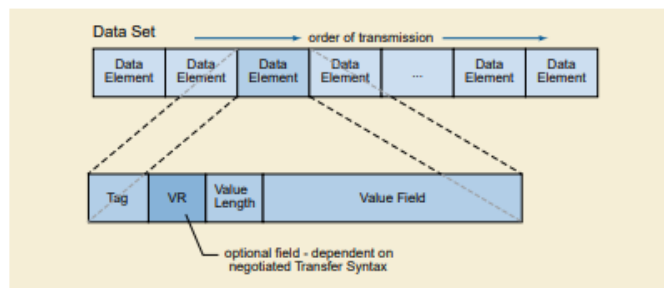 Data Set
order of transmission
Data Element
Data Element
Data Element
Data Element
...
Data Element
Data Element
Tag
VR
Value Length
Value Field
optional field - dependent on
negotiated Transfer Syntax